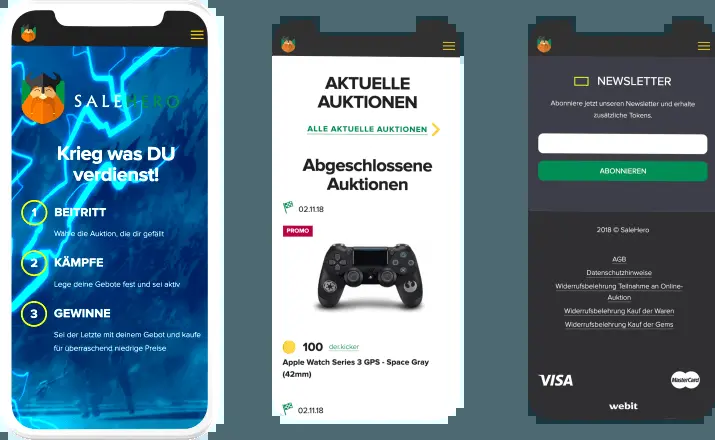 SALEHERO
Krieg was DU
verdienst!
1 BEITRITT
Wähle die Auktion, die dir gefällt
2 KÄMPFE
Lege deine Gebote fest und sei aktiv
3 GEWINNE
Sei der Letzte mit deinem Gebot und kaufe
für überraschend niedrige Preise
AKTUELLE
AUKTIONEN
ALLE AKTUELLE AUKTIONEN
Abgeschlossene
Auktionen
02.11.18
PROMO
100 der.kicker
Apple Watch Series 3 GPS - Space Gray
(42mm)
02.11.18
NEWSLETTER
Abonniere jetzt unseren Newsletter und erhalte
zusätzliche Tokens.
ABONNIEREN
2018 © SaleHero
AGB
Datenschutzhinweise
Widerrufsbelehrung Teilnahme an Online-
Auktion
Widerrufsbelehrung Kauf der Waren
Widerrufsbelehrung Kauf der Gems
VISA
MasterCard
webit